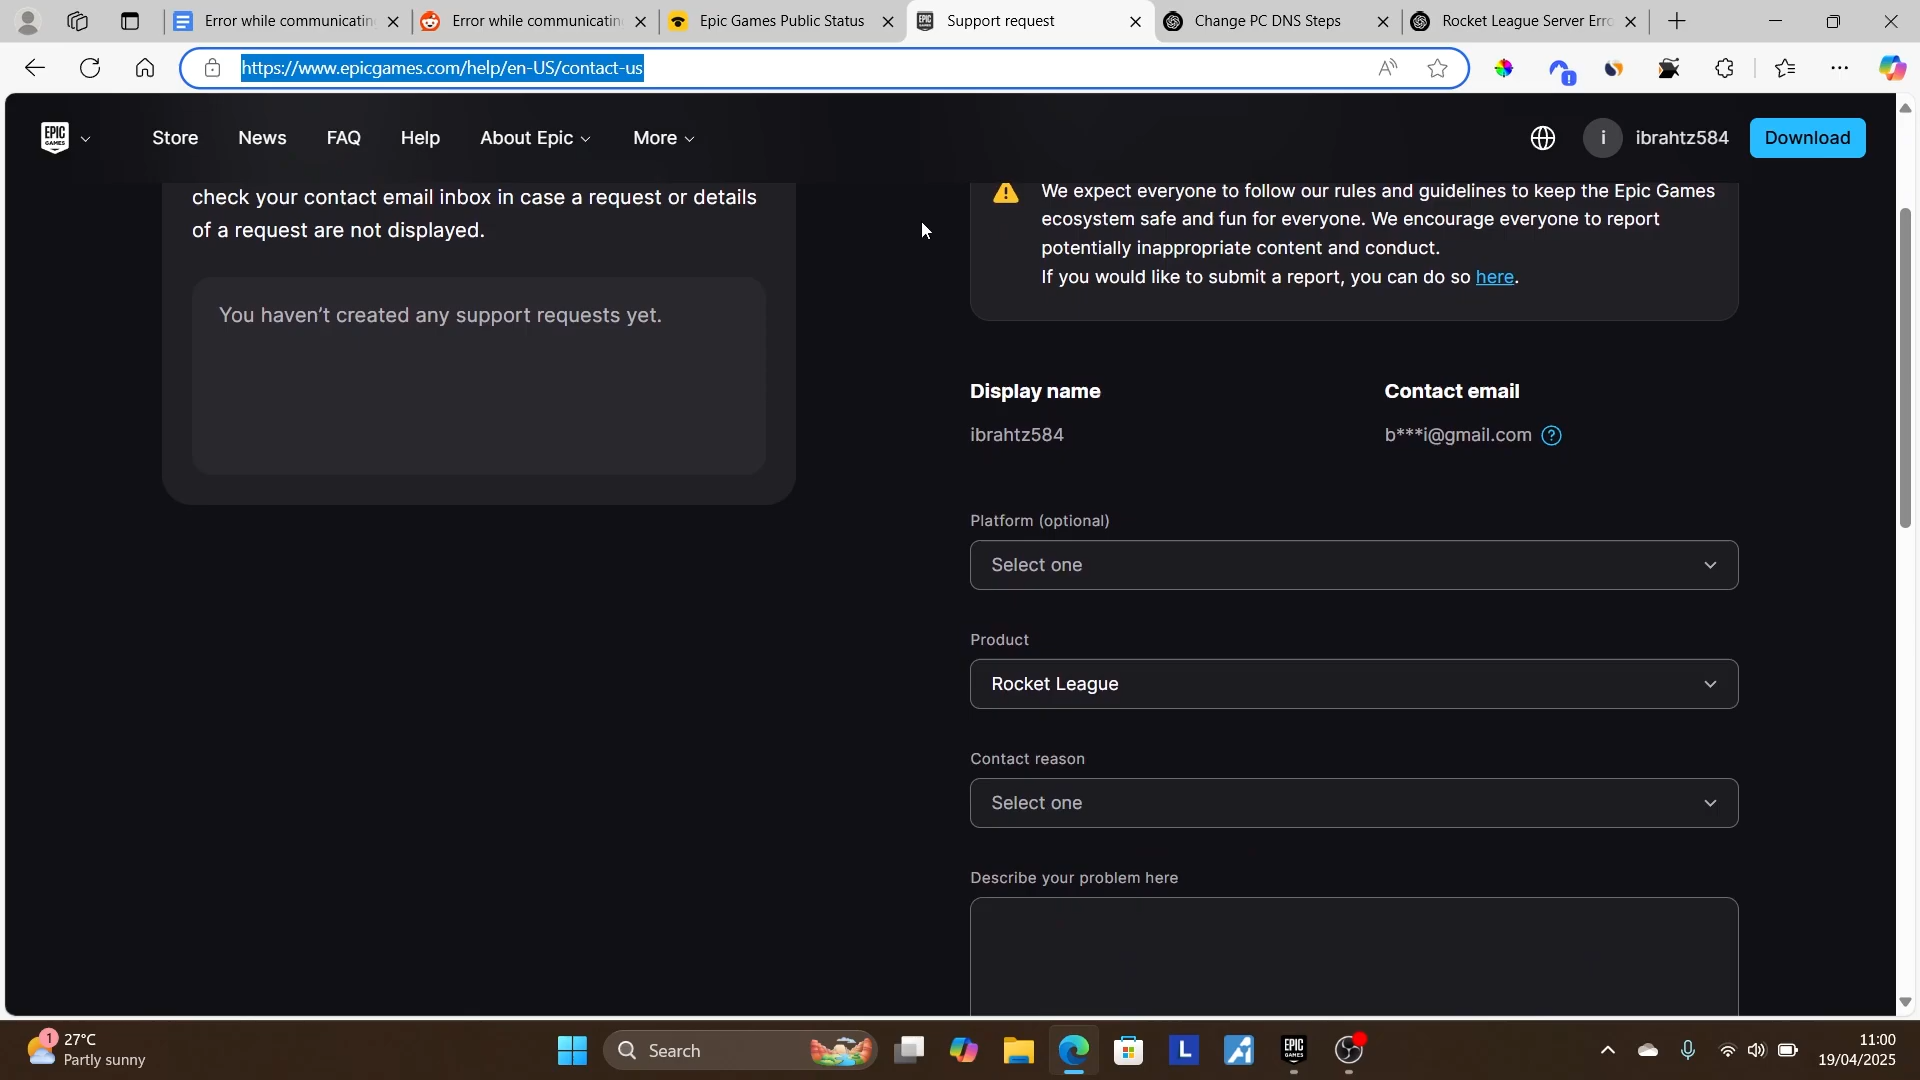 Error while communicatin
Error while communicatin
Epic Games Public Status
Support request
Change PC DNS Steps
Rocket League Server Erro
https://www.epicgames.com/help/en-US/contact-us
EPIC GAMES
Store
News
FAQ
Help
About Epic
More
i
ibrahtz584
Download
check your contact email inbox in case a request or details
of a request are not displayed.
You haven’t created any support requests yet.
We expect everyone to follow our rules and guidelines to keep the Epic Games
ecosystem safe and fun for everyone. We encourage everyone to report
potentially inappropriate content and conduct.
If you would like to submit a report, you can do so here.
Display name
Contact email
ibrahtz584
b***i@gmail.com
Platform (optional)
Select one
Product
Rocket League
Contact reason
Select one
Describe your problem here
1
27°C
Partly sunny
Search
L
EPIC GAMES
11:00
19/04/2025